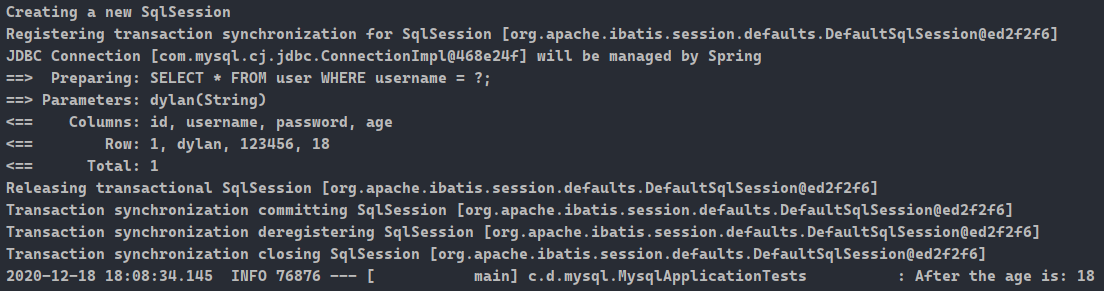 Creating a new SqlSession
Registering transaction synchronization for SqlSession [org.apache.ibatis.session.defaults.DefaultSqlSession@ed2f2f6]
JDBC Connection [com.mysql.cj.jdbc.ConnectionImpl@468e24f] will be managed by Spring
==>  Preparing: SELECT * FROM user WHERE username = ?;
==> Parameters: dylan(String)
<==    Columns: id, username, password, age
<==        Row: 1, dylan, 123456, 18
<==      Total: 1
Releasing transactional SqlSession [org.apache.ibatis.session.defaults.DefaultSqlSession@ed2f2f6]
Transaction synchronization committing SqlSession [org.apache.ibatis.session.defaults.DefaultSqlSession@ed2f2f6]
Transaction synchronization deregistering SqlSession [org.apache.ibatis.session.defaults.DefaultSqlSession@ed2f2f6]
Transaction synchronization closing SqlSession [org.apache.ibatis.session.defaults.DefaultSqlSession@ed2f2f6]
2020-12-18 18:08:34.145  INFO 76876 --- [           main] c.d.mysql.MysqlApplicationTests          : After the age is: 18